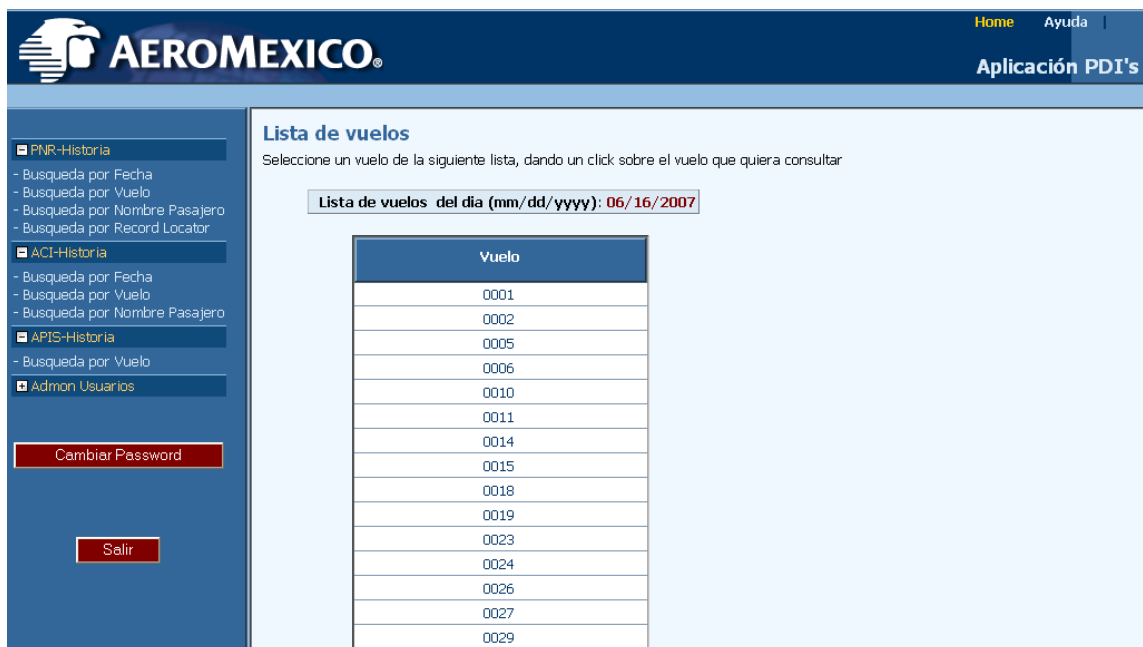 AEROMEXICO®
Home Ayuda |
Aplicación PDI's
PNR-Historia
- Busqueda por Fecha
- Busqueda por Vuelo
- Busqueda por Nombre Pasajero
- Busqueda por Record Locator
ACI-Historia
- Busqueda por Fecha
- Busqueda por Vuelo
- Busqueda por Nombre Pasajero
APIS-Historia
- Busqueda por Vuelo
Admon Usuarios
Cambiar Password
Salir
Lista de vuelos
Seleccione un vuelo de la siguiente lista, dando un click sobre el vuelo que quiera consultar
Lista de vuelos del dia (mm/dd/yyyy): 06/16/2007
Vuelo
0001
0002
0005
0006
0010
0011
0014
0015
0018
0019
0023
0024
0026
0027
0029